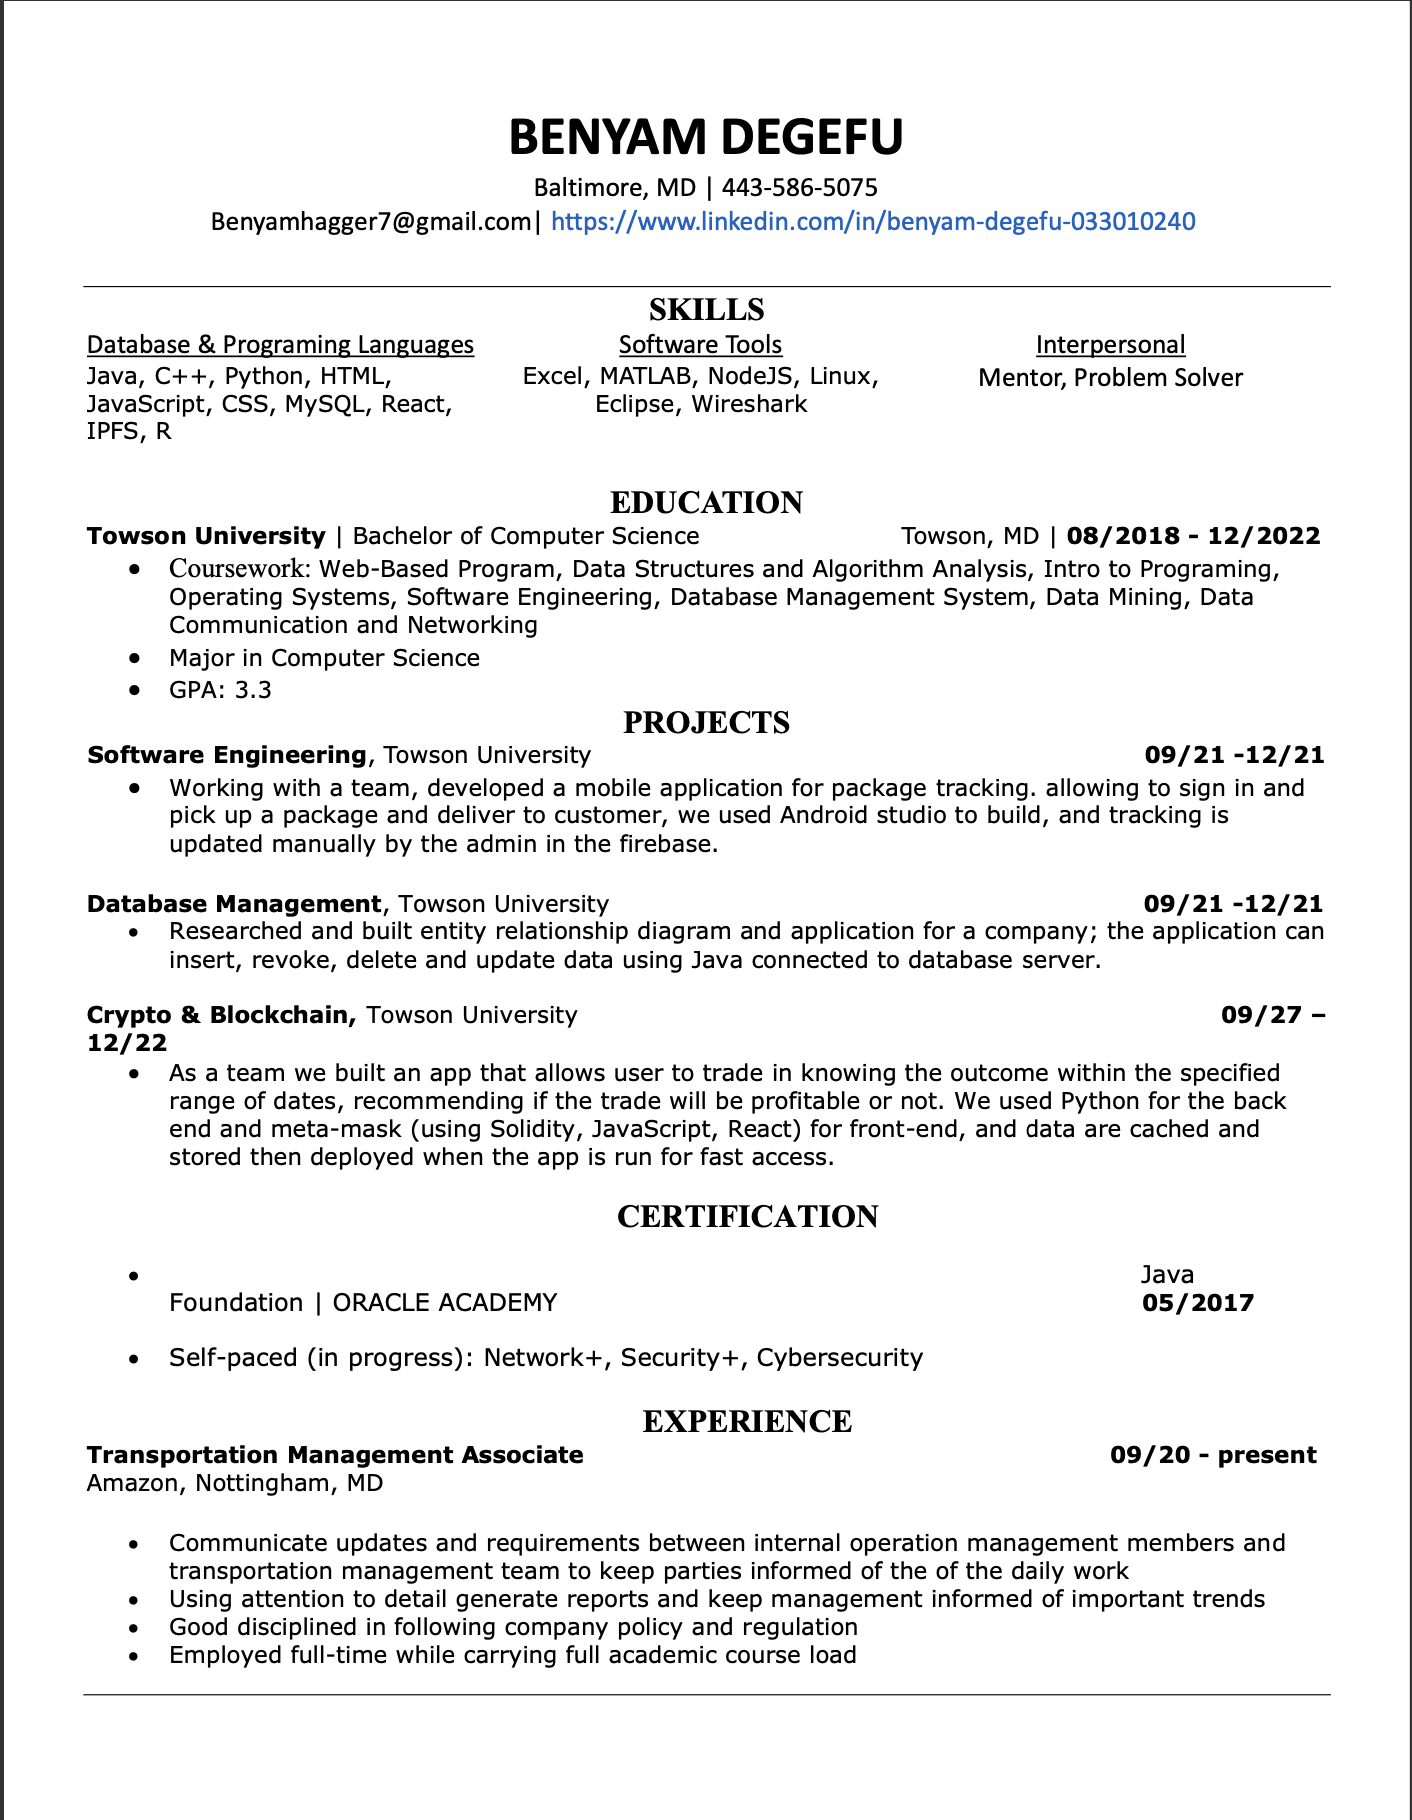 BENYAM DEGEFU
Baltimore, MD | 443-586-5075
Benyamhagger7@gmail.com| https://www.linkedin.com/in/benyam-degefu-033010240
SKILLS
Database & Programing Languages
Java, C++, Python, HTML,
JavaScript, CSS, MySQL, React,
IPFS, R
Software Tools
Excel, MATLAB, NodeJS, Linux,
Eclipse, Wireshark
Interpersonal
Mentor, Problem Solver
EDUCATION
Towson University | Bachelor of Computer Science Towson, MD | 08/2018 - 12/2022
• Coursework: Web-Based Program, Data Structures and Algorithm Analysis, Intro to Programing,
Operating Systems, Software Engineering, Database Management System, Data Mining, Data
Communication and Networking
• Major in Computer Science
• GPA: 3.3
PROJECTS
Software Engineering, Towson University 09/21 -12/21
• Working with a team, developed a mobile application for package tracking. allowing to sign in and
pick up a package and deliver to customer, we used Android studio to build, and tracking is
updated manually by the admin in the firebase.
Database Management, Towson University 09/21 -12/21
• Researched and built entity relationship diagram and application for a company; the application can
insert, revoke, delete and update data using Java connected to database server.
Crypto & Blockchain, Towson University 09/27 –
12/22
• As a team we built an app that allows user to trade in knowing the outcome within the specified
range of dates, recommending if the trade will be profitable or not. We used Python for the back
end and meta-mask (using Solidity, JavaScript, React) for front-end, and data are cached and
stored then deployed when the app is run for fast access.
CERTIFICATION
• Java
Foundation | ORACLE ACADEMY 05/2017
• Self-paced (in progress): Network+, Security+, Cybersecurity
EXPERIENCE
Transportation Management Associate 09/20 - present
Amazon, Nottingham, MD
• Communicate updates and requirements between internal operation management members and
transportation management team to keep parties informed of the of the daily work
• Using attention to detail generate reports and keep management informed of important trends
• Good disciplined in following company policy and regulation
• Employed full-time while carrying full academic course load